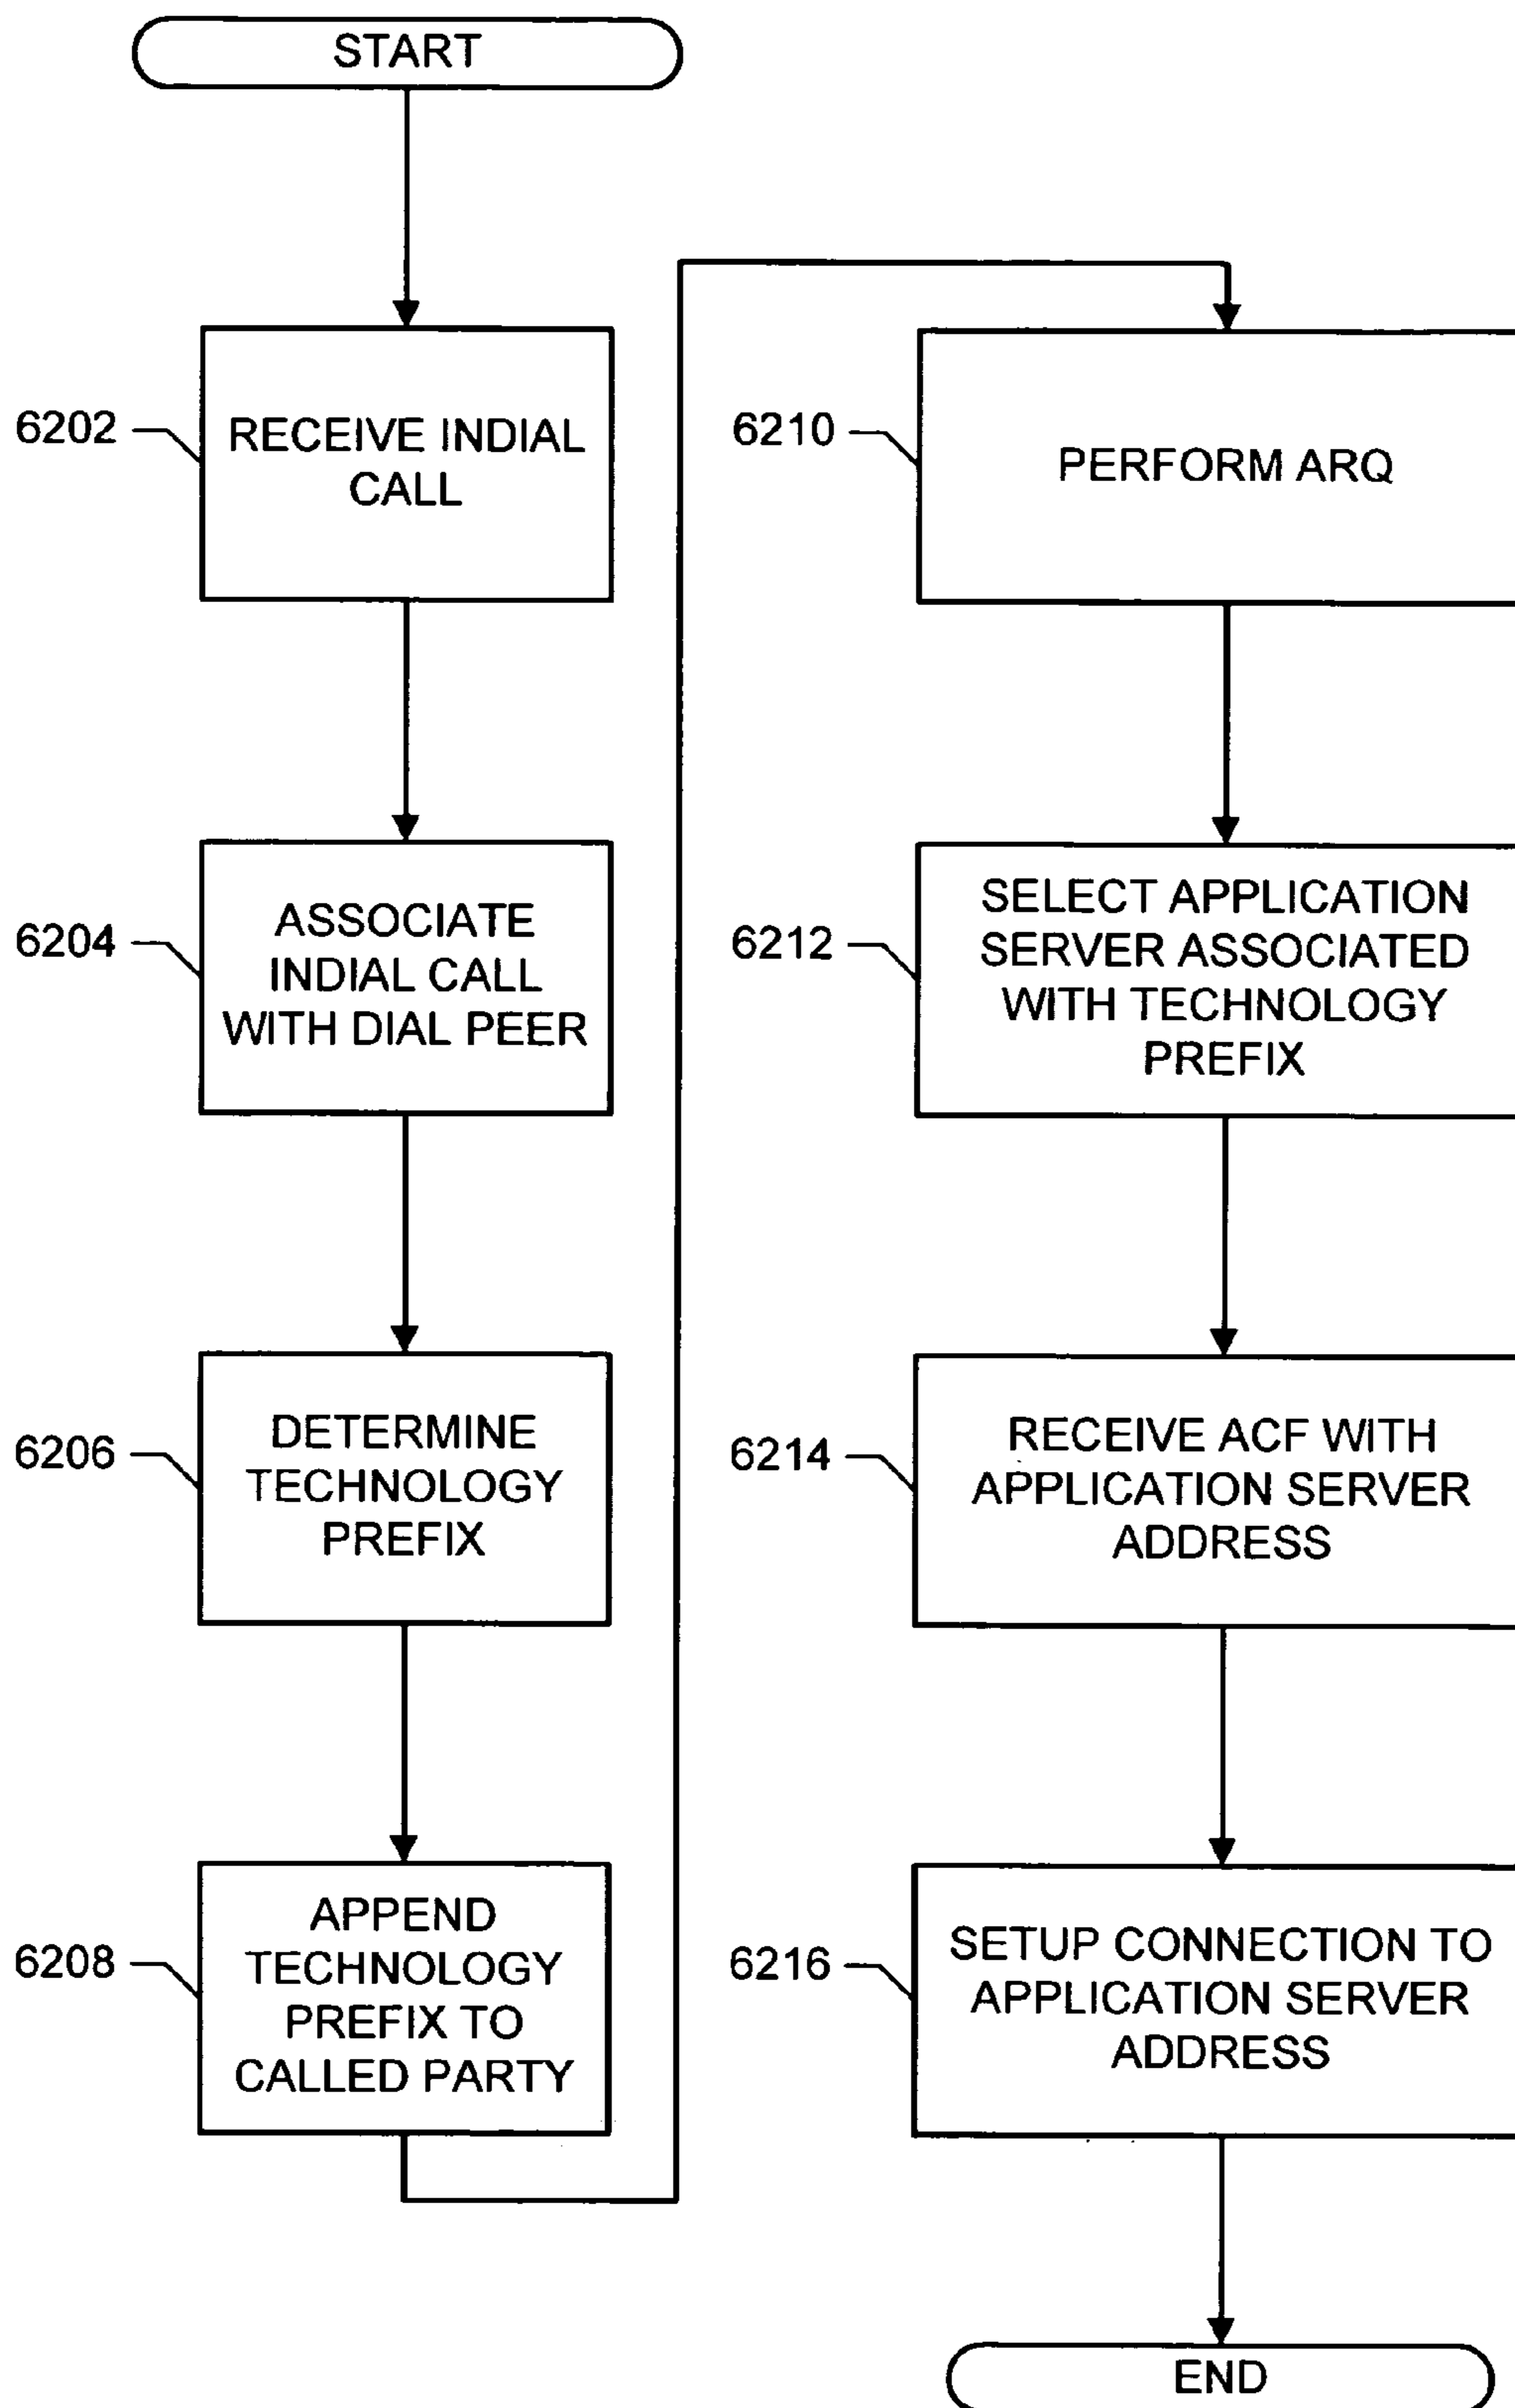 START
6202
RECEIVE INDIAL
CALL
6204
ASSOCIATE
INDIAL CALL
WITH DIAL PEER
6206
DETERMINE
TECHNOLOGY
PREFIX
6208
APPEND
TECHNOLOGY
PREFIX TO
CALLED PARTY
6210
PERFORM ARQ
6212
SELECT APPLICATION
SERVER ASSOCIATED
WITH TECHNOLOGY
PREFIX
6214
RECEIVE ACF WITH
APPLICATION SERVER
ADDRESS
6216
SETUP CONNECTION TO
APPLICATION SERVER
ADDRESS
END